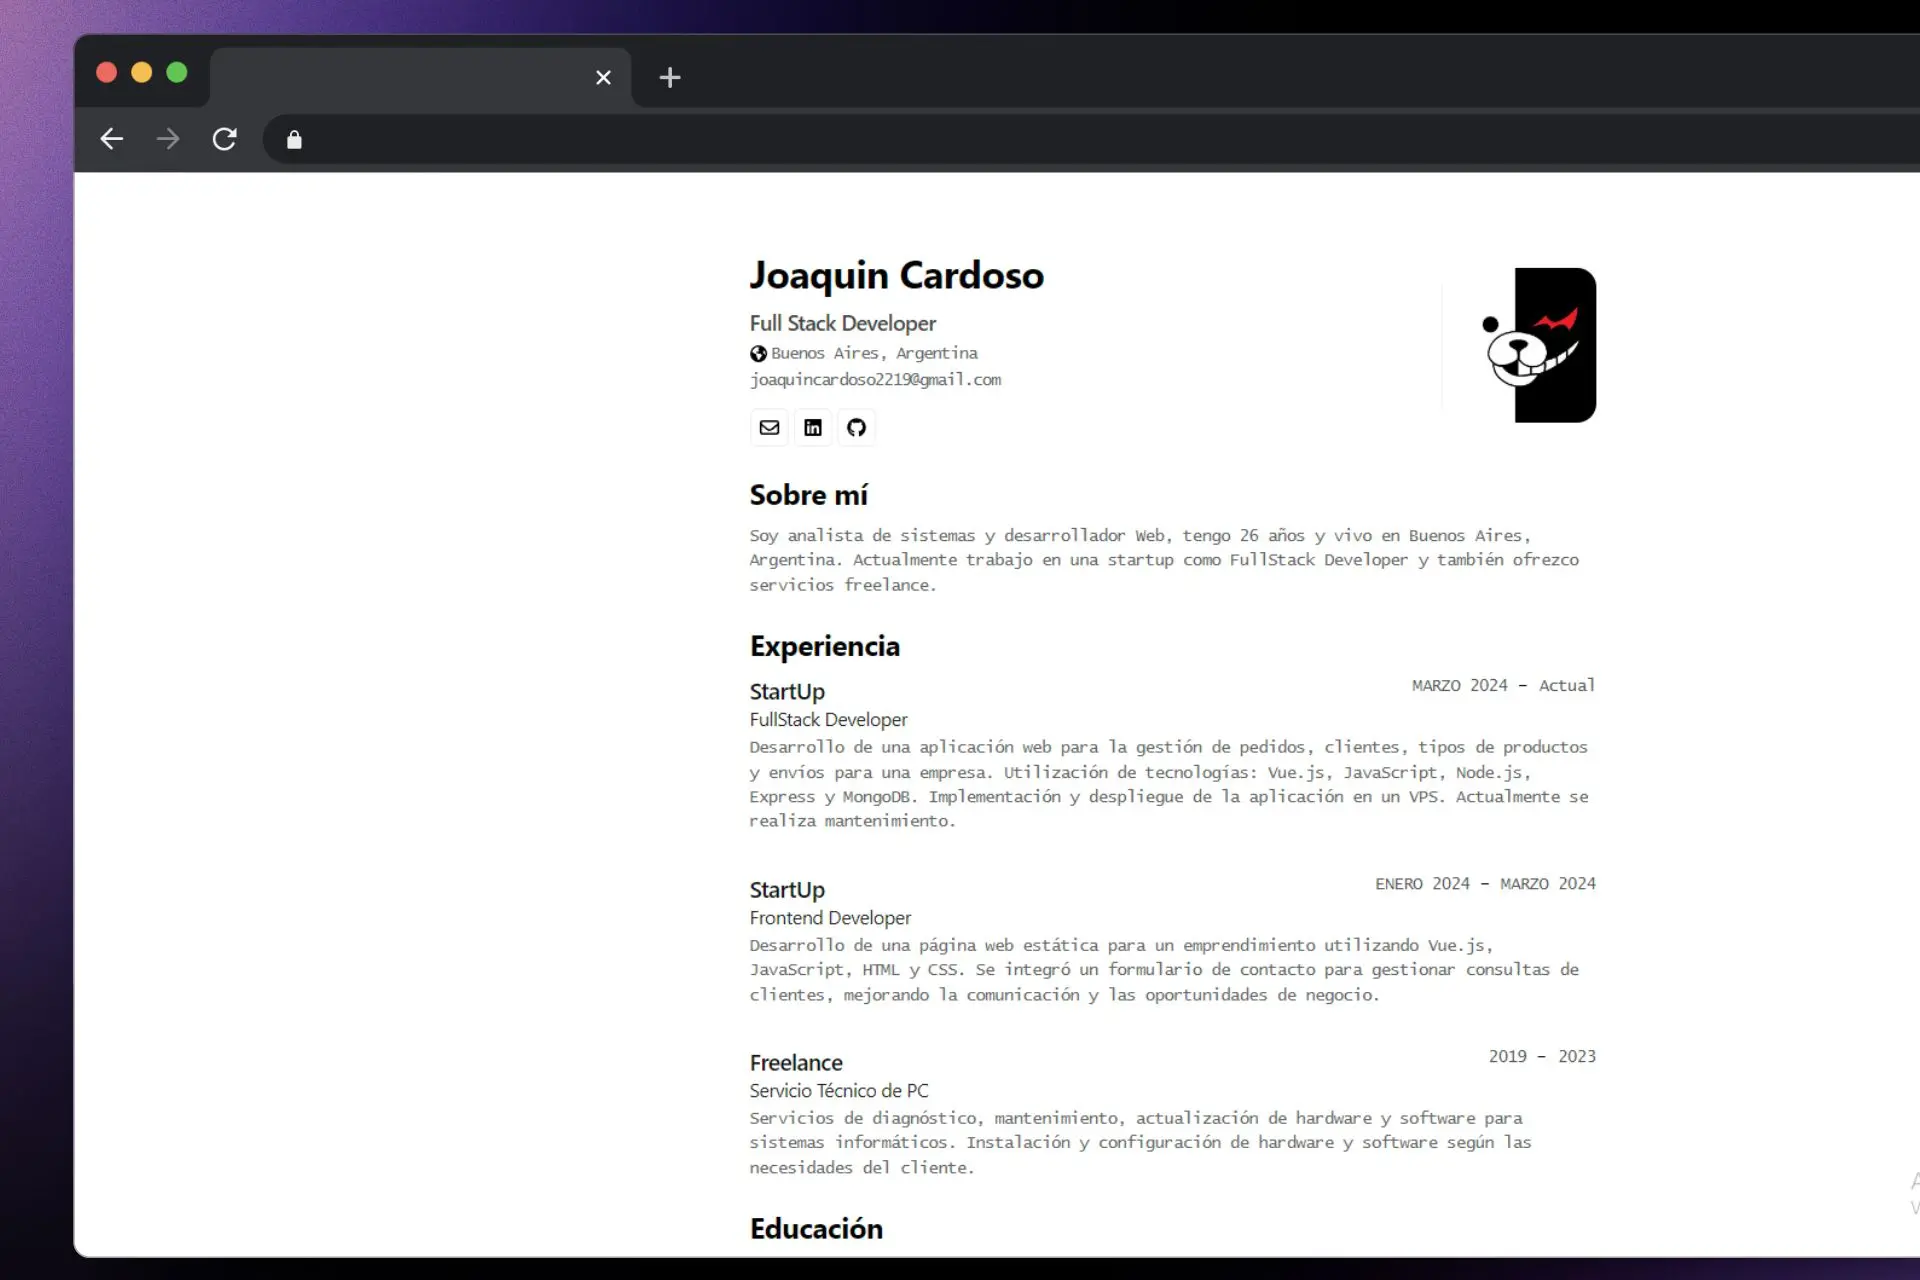 Joaquin Cardoso
Full Stack Developer
Buenos Aires, Argentina
joaquincardoso2219@gmail.com
Sobre mí
Soy analista de sistemas y desarrollador Web, tengo 26 años y vivo en Buenos Aires,
Argentina. Actualmente trabajo en una startup como FullStack Developer y también ofrezco
servicios freelance.
Experiencia
StartUp
MARZO 2024 - Actual
FullStack Developer
Desarrollo de una aplicación web para la gestión de pedidos, clientes, tipos de productos
y envíos para una empresa. Utilización de tecnologías: Vue.js, JavaScript, Node.js,
Express y MongoDB. Implementación y despliegue de la aplicación en un VPS. Actualmente se
realiza mantenimiento.
StartUp
ENERO 2024 - MARZO 2024
Frontend Developer
Desarrollo de una página web estática para un emprendimiento utilizando Vue.js,
JavaScript, HTML y CSS. Se integró un formulario de contacto para gestionar consultas de
clientes, mejorando la comunicación y las oportunidades de negocio.
Freelance
2019 - 2023
Servicio Técnico de PC
Servicios de diagnóstico, mantenimiento, actualización de hardware y software para
sistemas informáticos. Instalación y configuración de hardware y software según las
necesidades del cliente.
Educación